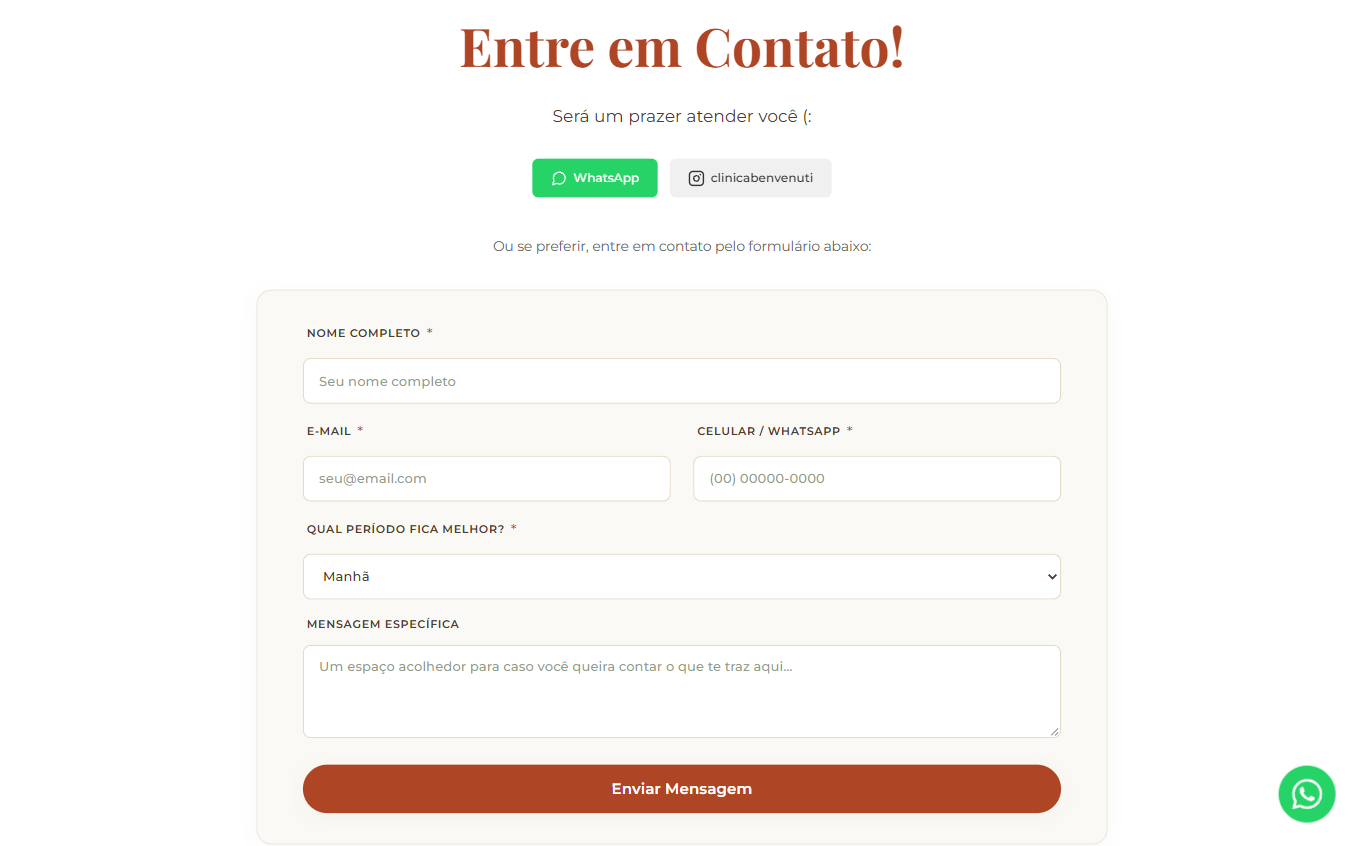 Entre em Contato!
Será um prazer atender você (:
WhatsApp
clinicabenvenuti
Ou se preferir, entre em contato pelo formulário abaixo:
NOME COMPLETO *
Seu nome completo
E-MAIL *
CELULAR / WHATSAPP *
seu@email.com
(00) 00000-0000
QUAL PERÍODO FICA MELHOR? *
Manhã
MENSAGEM ESPECÍFICA
Um espaço acolhedor para caso você queira contar o que te traz aqui...
Enviar Mensagem